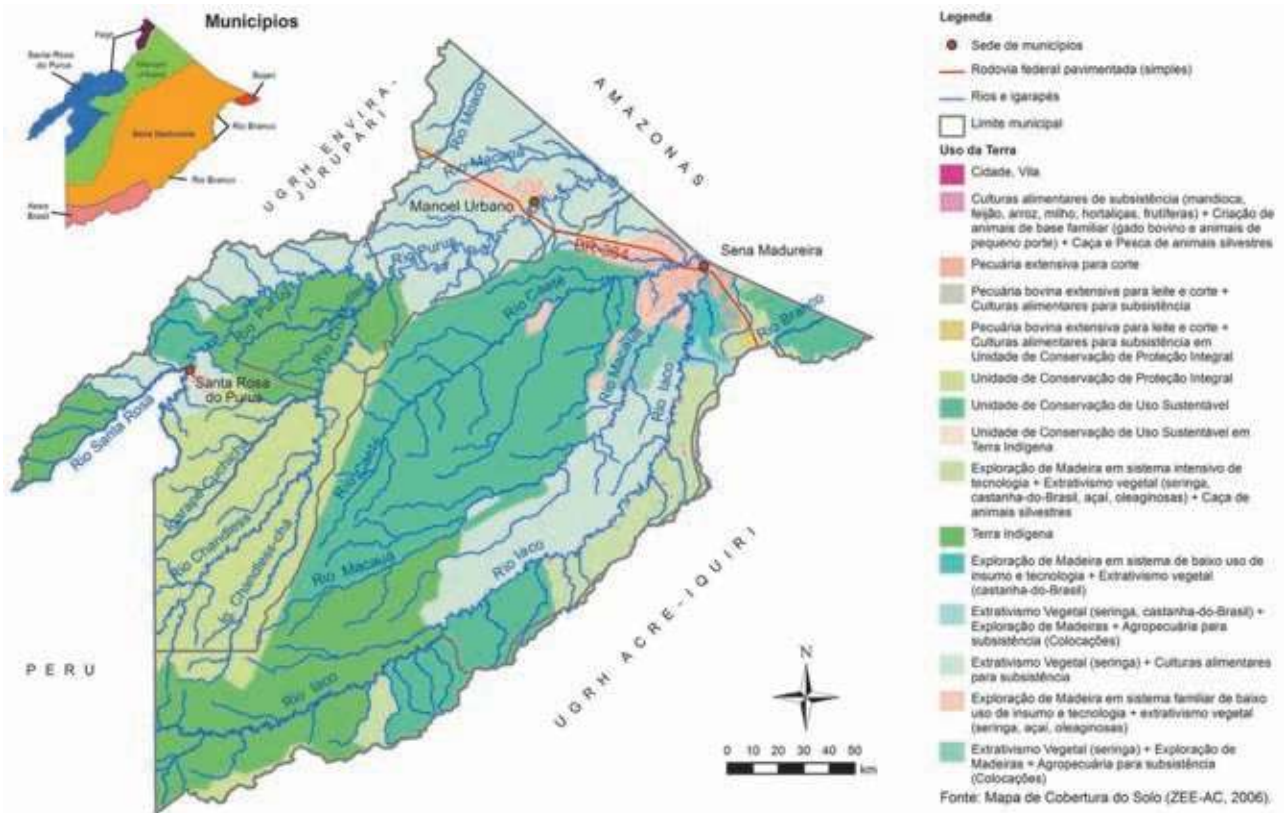 Municípios
Feijó
Santa Rosa
do Purus
Manoel
Urbano
Bujari
Rio Branco
Sena Madureira
Rio Branco
Assis
Brasil
UGRH ENVIRA-
JURUPARI
AMAZONAS
Rio Moaco
Rio Macapá
Manoel Urbano
Rio Purus
BR-364
Sena Madureira
Rio Branco
Rio Purus
Rio Chandless
Rio Caeté
Rio Macauã
Rio Iaco
Santa Rosa
do Purus
Rio Santa Rosa
Rio Caeté
Rio Chandless
Ig. Chandless-chá
Rio Macauã
Rio Iaco
Rio Iaco
PERU
UGRH ACRE-IQUIRI
N
0 10 20 30 40 50
km
Legenda
Sede de municípios
Rodovia federal pavimentada (simples)
Rios e igarapés
Limite municipal
Uso da Terra
Cidade, Vila
Culturas alimentares de subsistência (mandioca,
feijão, arroz, milho, hortaliças, frutíferas) + Criação de
animais de base familiar (gado bovino e animais de
pequeno porte) + Caça e Pesca de animais silvestres
Pecuária extensiva para corte
Pecuária bovina extensiva para leite e corte +
Culturas alimentares para subsistência
Pecuária bovina extensiva para leite e corte +
Culturas alimentares para subsistência em
Unidade de Conservação de Proteção Integral
Unidade de Conservação de Proteção Integral
Unidade de Conservação de Uso Sustentável
Unidade de Conservação de Uso Sustentável em
Terra Indígena
Exploração de Madeira em sistema intensivo de
tecnologia + Extrativismo vegetal (seringa,
castanha-do-Brasil, açaí, oleaginosas) + Caça de
animais silvestres
Terra Indígena
Exploração de Madeira em sistema de baixo uso de
insumo e tecnologia + Extrativismo vegetal
(castanha-do-Brasil)
Extrativismo Vegetal (seringa, castanha-do-Brasil) +
Exploração de Madeiras + Agropecuária para
subsistência (Colocações)
Extrativismo Vegetal (seringa) + Culturas alimentares
para subsistência
Exploração de Madeira em sistema familiar de baixo
uso de insumo e tecnologia + extrativismo vegetal
(seringa, açaí, oleaginosas)
Extrativismo Vegetal (seringa) + Exploração de
Madeiras + Agropecuária para subsistência
(Colocações)
Fonte: Mapa de Cobertura do Solo (ZEE-AC, 2006).